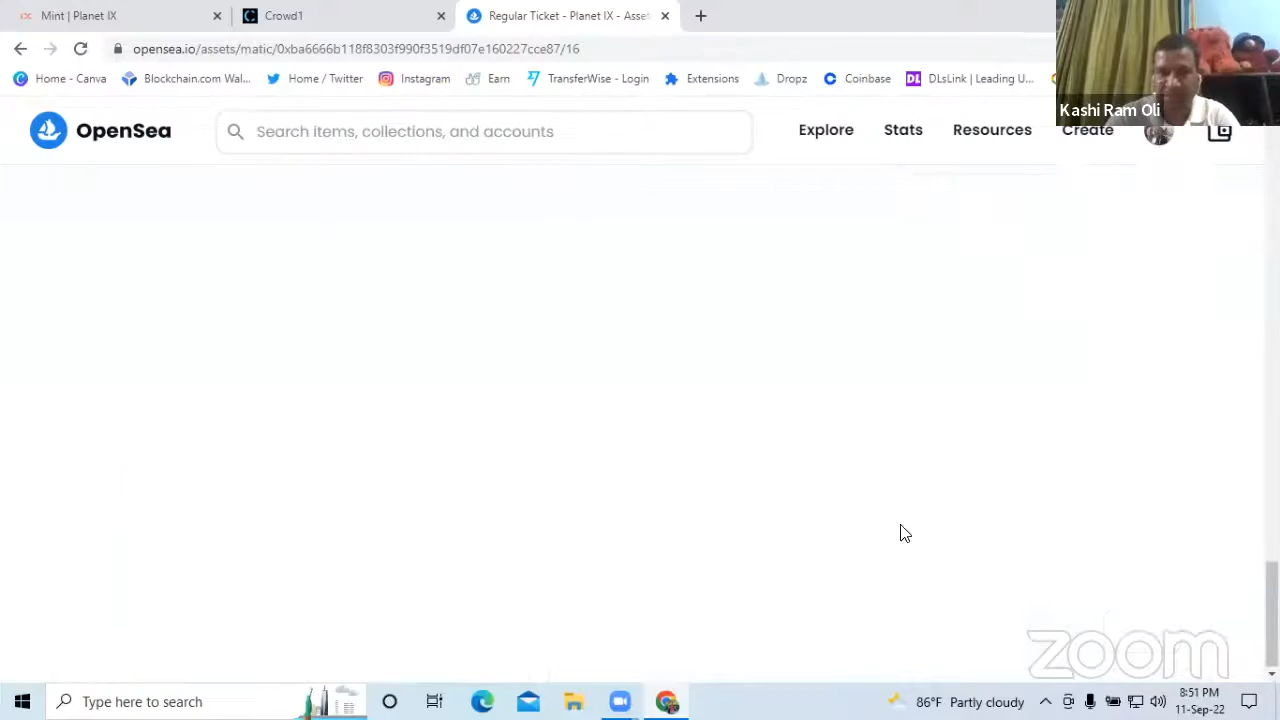 Mint | Planet IX
Crowd1
Regular Ticket - Planet IX - Asset
opensea.io/assets/matic/0xba6666b118f8303f990f3519df07e160227cce87/16
Home - Canva
Blockchain.com Wal...
Home / Twitter
Instagram
Earn
TransferWise - Login
Extensions
Dropz
Coinbase
DL
DLsLink | Leading U...
Kashi Ram Oli
OpenSea
Search items, collections, and accounts
Explore
Stats
Resources
Create
zoom
Type here to search
86°F Partly cloudy
8:51 PM
11-Sep-22